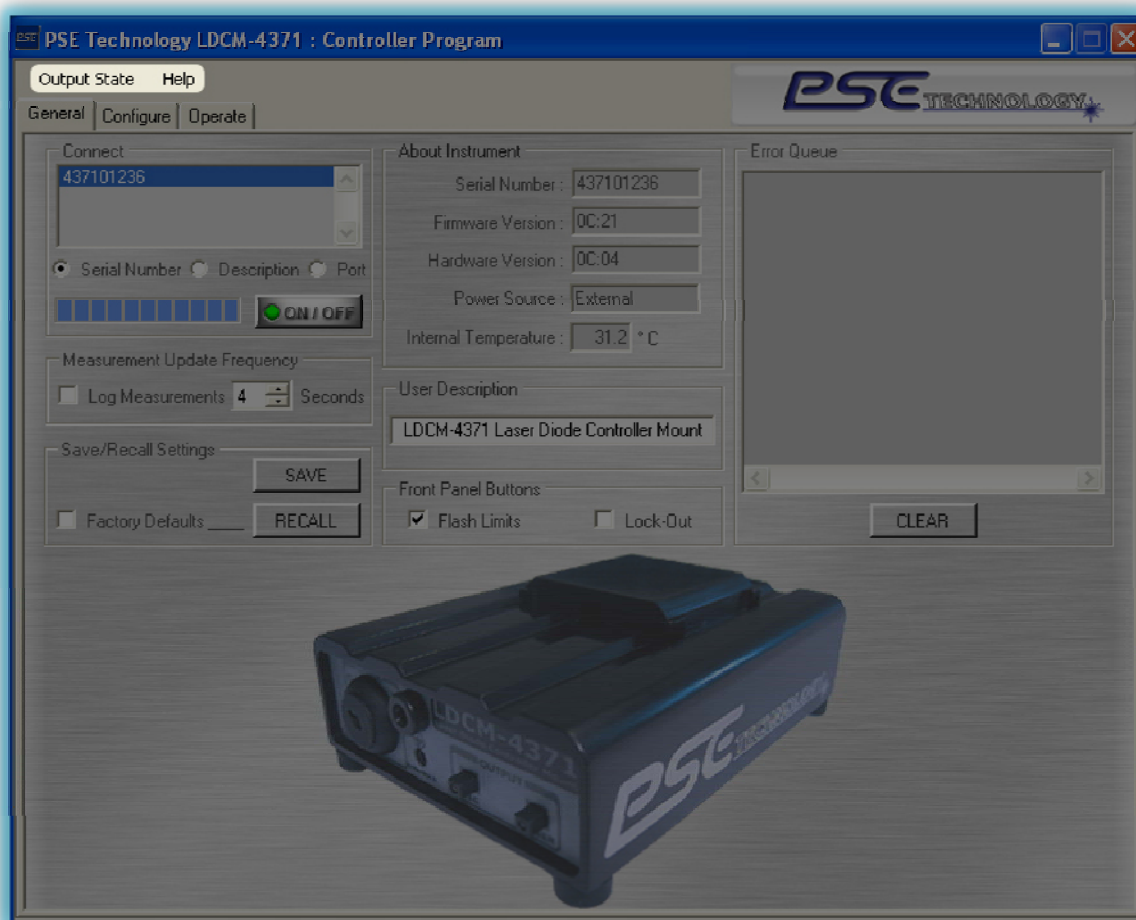 PSE PSE Technology LDCM-4371 : Controller Program
Output State Help
PSE TECHNOLOGY
General Configure Operate
Connect
437101236
Serial Number Description Port
ON / OFF
Measurement Update Frequency
Log Measurements 4 Seconds
Save/Recall Settings
SAVE
Factory Defaults ____ RECALL
About Instrument
Serial Number : 437101236
Firmware Version : 0C:21
Hardware Version : 0C:04
Power Source : External
Internal Temperature : 31.2 ° C
User Description
LDCM-4371 Laser Diode Controller Mount
Front Panel Buttons
Flash Limits Lock-Out
Error Queue
CLEAR
LDCM-4371
OUTPUT
PSE TECHNOLOGY